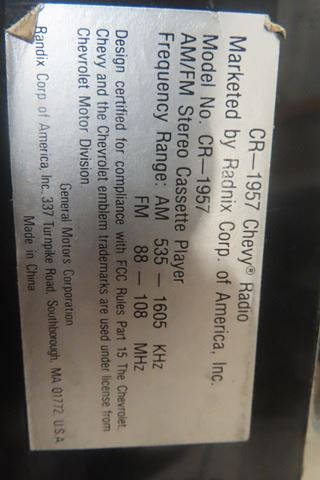 CR—1957 Chevy® Radio
Marketed by Radnix Corp. of America, Inc.
Model No. CR—1957
AM/FM Stereo Cassette Player
Frequency Range: AM 535 — 1605 KHz
FM 88 — 108 MHz
Design certified for compliance with FCC Rules Part 15 The Chevrolet,
Chevy and the Chevrolet emblem trademarks are used under license from
Chevrolet Motor Division.
General Motors Corporation
Randix Corp of America, Inc. 337 Turnpike Road, Southborough, MA 01772, U.S.A.
Made in China